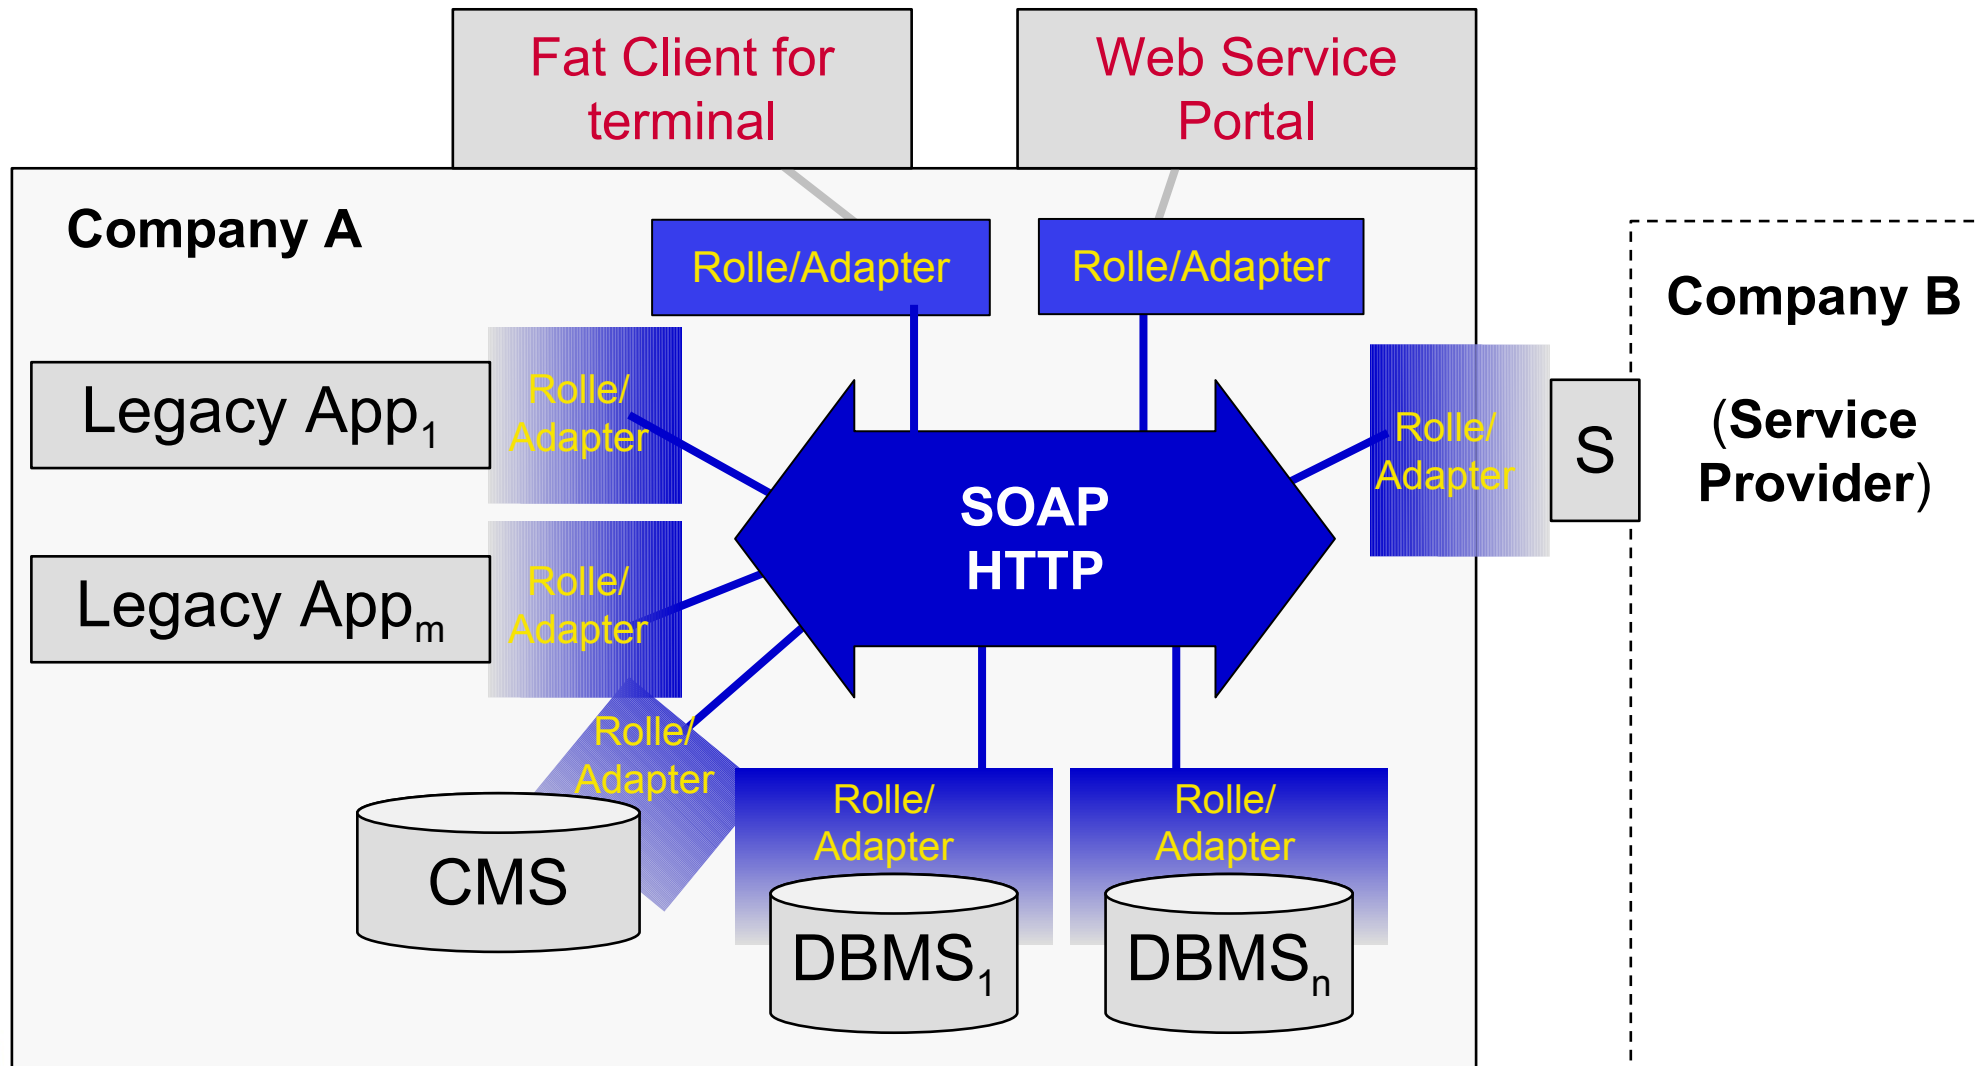 Fat Client for
terminal
Web Service
Portal
Company A
Rolle/Adapter
Rolle/Adapter
Company B
(Service
Provider)
Legacy App1
Rolle/
Adapter
Rolle/
Adapter
S
SOAP
HTTP
Legacy Appm
Rolle/
Adapter
Rolle/
Adapter
CMS
Rolle/
Adapter
DBMS1
Rolle/
Adapter
DBMSn